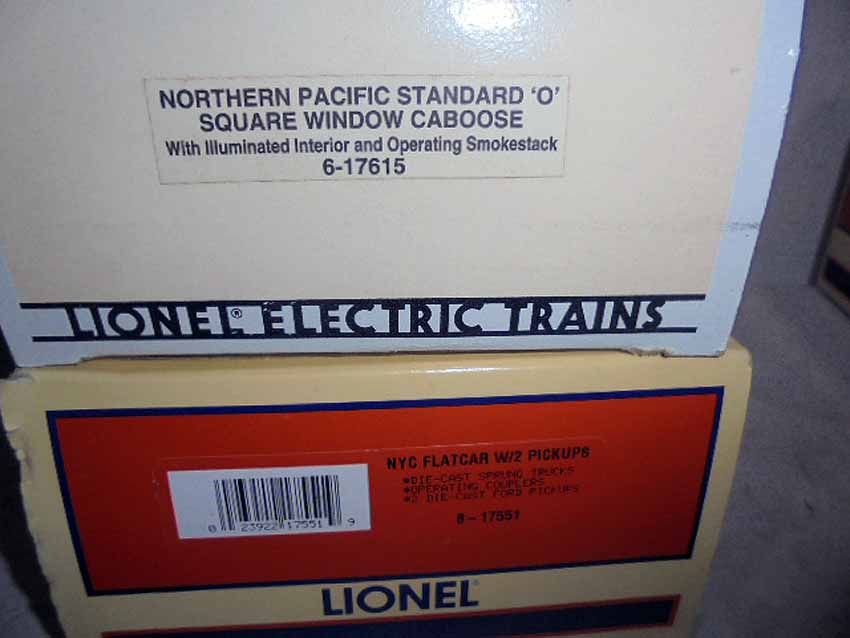 NORTHERN PACIFIC STANDARD 'O'
SQUARE WINDOW CABOOSE
With Illuminated Interior and Operating Smokestack
6-17615
LIONEL® ELECTRIC TRAINS
NYC FLATCAR W/2 PICKUPS
*DIE-CAST SPRUNG TRUCKS
*OPERATING COUPLERS
*2 DIE-CAST FORD PICKUPS
6-17551
0 23922 17551 9
LIONEL®